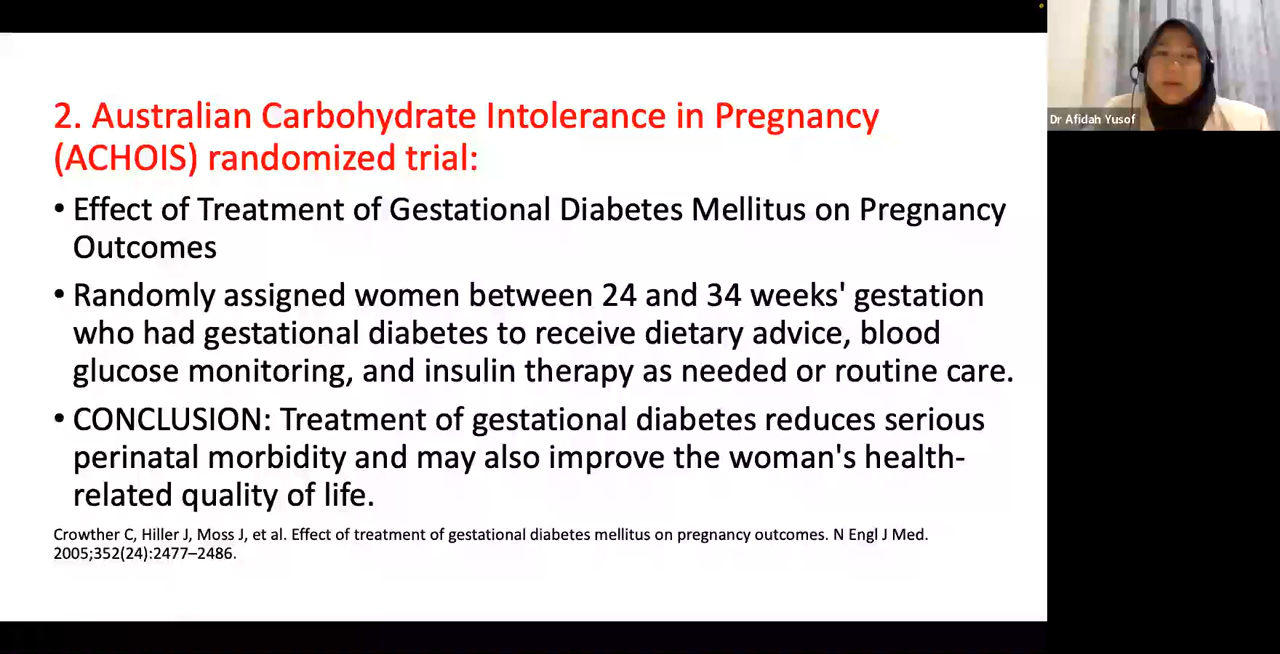 2. Australian Carbohydrate Intolerance in Pregnancy
(ACHOIS) randomized trial:
• Effect of Treatment of Gestational Diabetes Mellitus on Pregnancy
Outcomes
• Randomly assigned women between 24 and 34 weeks' gestation
who had gestational diabetes to receive dietary advice, blood
glucose monitoring, and insulin therapy as needed or routine care.
• CONCLUSION: Treatment of gestational diabetes reduces serious
perinatal morbidity and may also improve the woman's health-
related quality of life.
Crowther C, Hiller J, Moss J, et al. Effect of treatment of gestational diabetes mellitus on pregnancy outcomes. N Engl J Med.
2005;352(24):2477–2486.
Dr Afidah Yusof